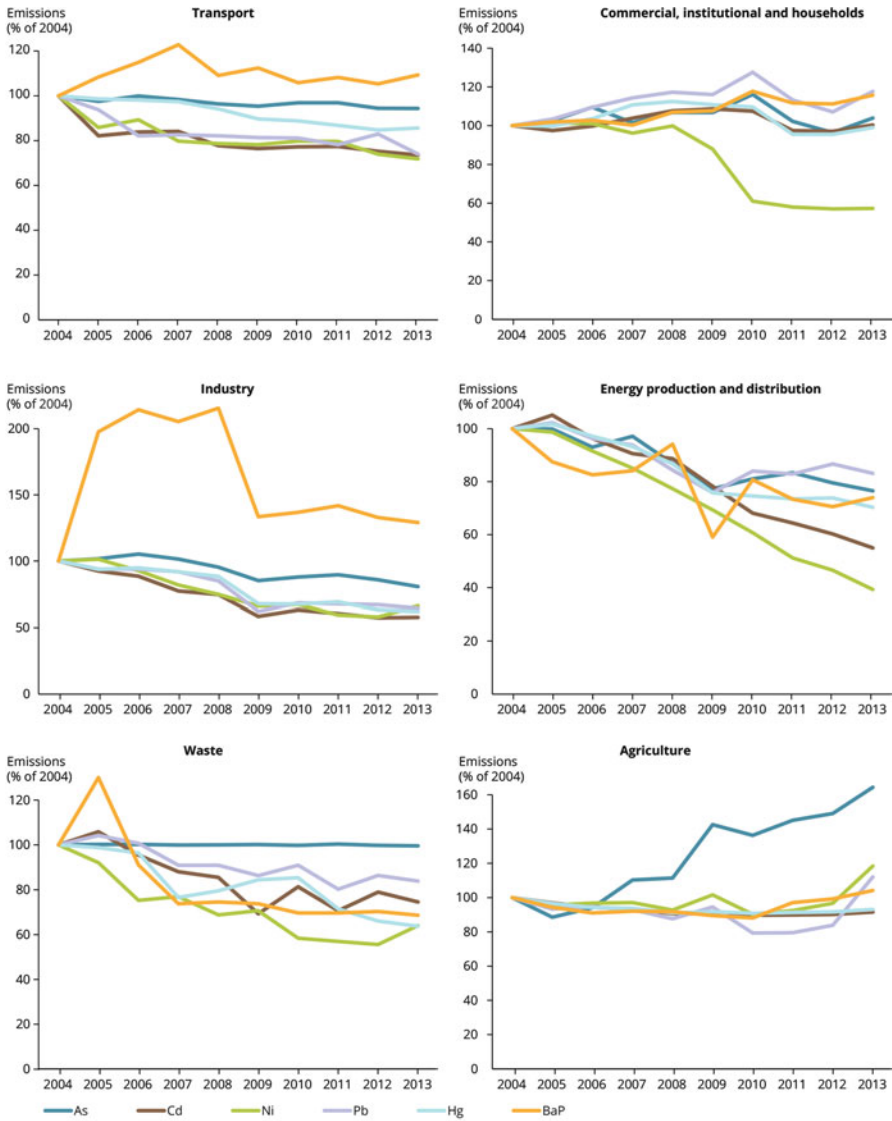 Emissions
(% of 2004)
Transport
120
100
80
60
40
20
0
2004 2005 2006 2007 2008 2009 2010 2011 2012 2013
Emissions
(% of 2004)
Commercial, institutional and households
140
120
100
80
60
40
20
0
2004 2005 2006 2007 2008 2009 2010 2011 2012 2013
Emissions
(% of 2004)
Industry
200
150
100
50
0
2004 2005 2006 2007 2008 2009 2010 2011 2012 2013
Emissions
(% of 2004)
Energy production and distribution
100
80
60
40
20
0
2004 2005 2006 2007 2008 2009 2010 2011 2012 2013
Emissions
(% of 2004)
Waste
120
100
80
60
40
20
0
2004 2005 2006 2007 2008 2009 2010 2011 2012 2013
Emissions
(% of 2004)
Agriculture
160
140
120
100
80
60
40
20
0
2004 2005 2006 2007 2008 2009 2010 2011 2012 2013
As Cd Ni Pb Hg BaP